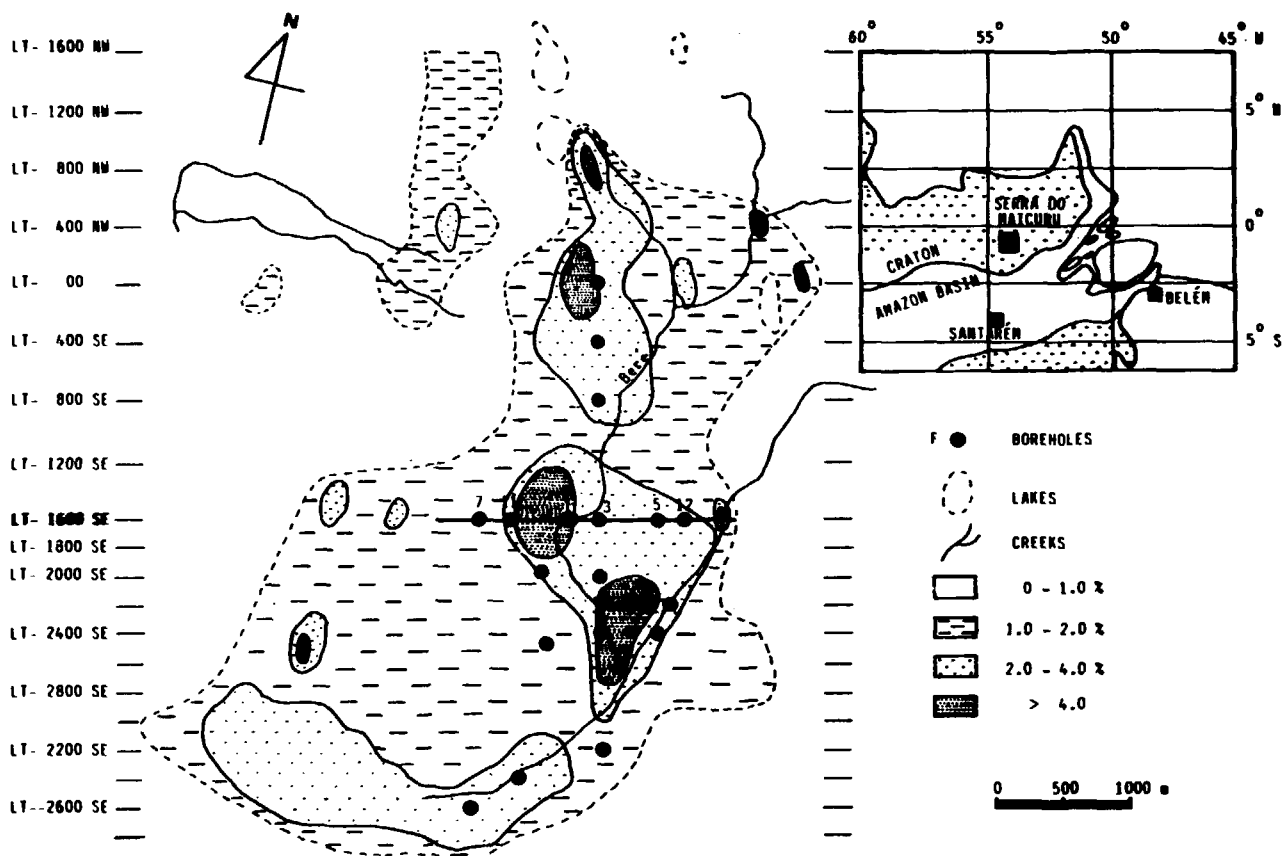 N
LT- 1600 NW
LT- 1200 NW
LT- 800 NW
LT- 400 NW
LT- 00
LT- 400 SE
LT- 800 SE
LT- 1200 SE
LT- 1600 SE
LT- 1800 SE
LT- 2000 SE
LT- 2400 SE
LT- 2800 SE
LT- 2200 SE
LT--2600 SE
7
3
5
12
60°
55°
50°
45° W
5° N
0°
5° S
SERRA DO
MAICURU
CRATON
AMAZON BASIN
BELÉM
SANTARÉM
F BOREHOLES
LAKES
CREEKS
0 - 1.0 %
1.0 - 2.0 %
2.0 - 4.0 %
> 4.0
0 500 1000 m